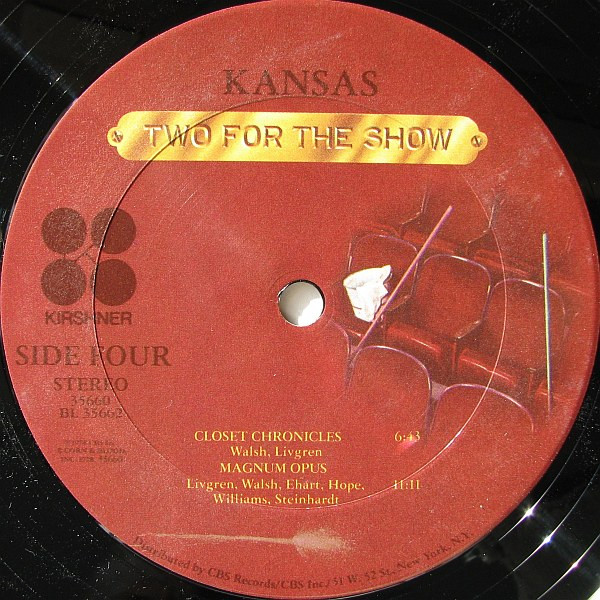 KANSAS
TWO FOR THE SHOW
KIRSHNER
SIDE FOUR
STEREO
35660
BL 35662
CLOSET CHRONICLES 6:43
Walsh, Livgren
MAGNUM OPUS
Livgren, Walsh, Ehart, Hope, 11:11
Williams, Steinhardt
Distributed by CBS Records/CBS Inc./51 W. 52 St., New York, N.Y.